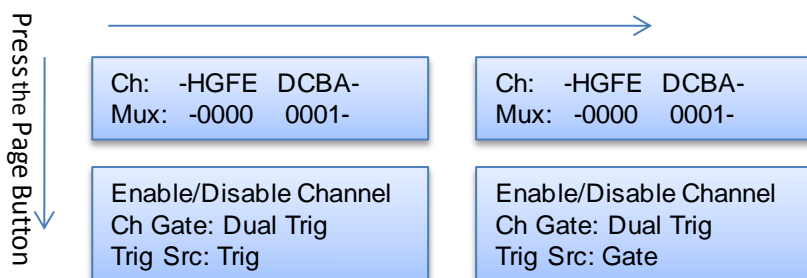 Press the Page Button
Ch: -HGFE DCBA-
Mux: -0000 0001-
Ch: -HGFE DCBA-
Mux: -0000 0001-
Enable/Disable Channel
Ch Gate: Dual Trig
Trig Src: Trig
Enable/Disable Channel
Ch Gate: Dual Trig
Trig Src: Gate